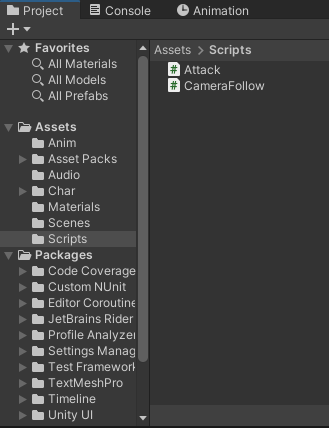 Project Console Animation
Assets > Scripts
Favorites
All Materials
All Models
All Prefabs
Assets
Anim
Asset Packs
Audio
Char
Materials
Scenes
Scripts
Packages
Code Coverage
Custom NUnit
Editor Coroutine
JetBrains Rider
Profile Analyzer
Settings Manag
Test Framework
TextMeshPro
Timeline
Unity UI
Attack
CameraFollow